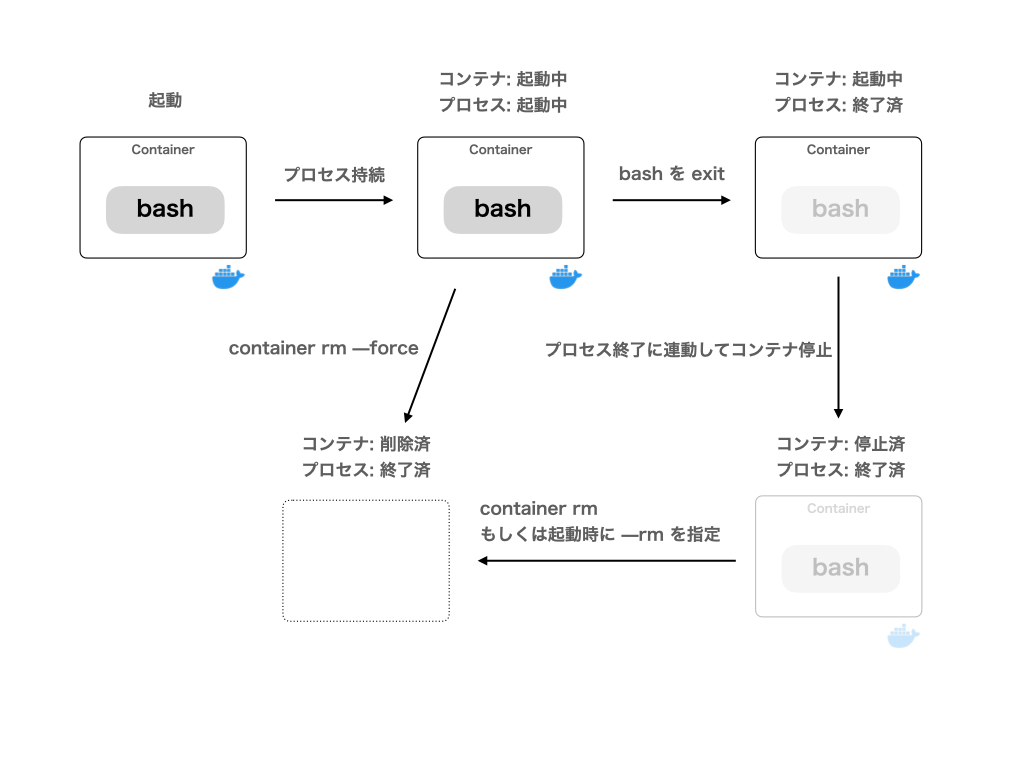 起動
Container
bash
プロセス持続
コンテナ: 起動中
プロセス: 起動中
Container
bash
bash を exit
コンテナ: 起動中
プロセス: 終了済
Container
bash
container rm —force
プロセス終了に連動してコンテナ停止
コンテナ: 削除済
プロセス: 終了済
container rm
もしくは起動時に —rm を指定
コンテナ: 停止済
プロセス: 終了済
Container
bash